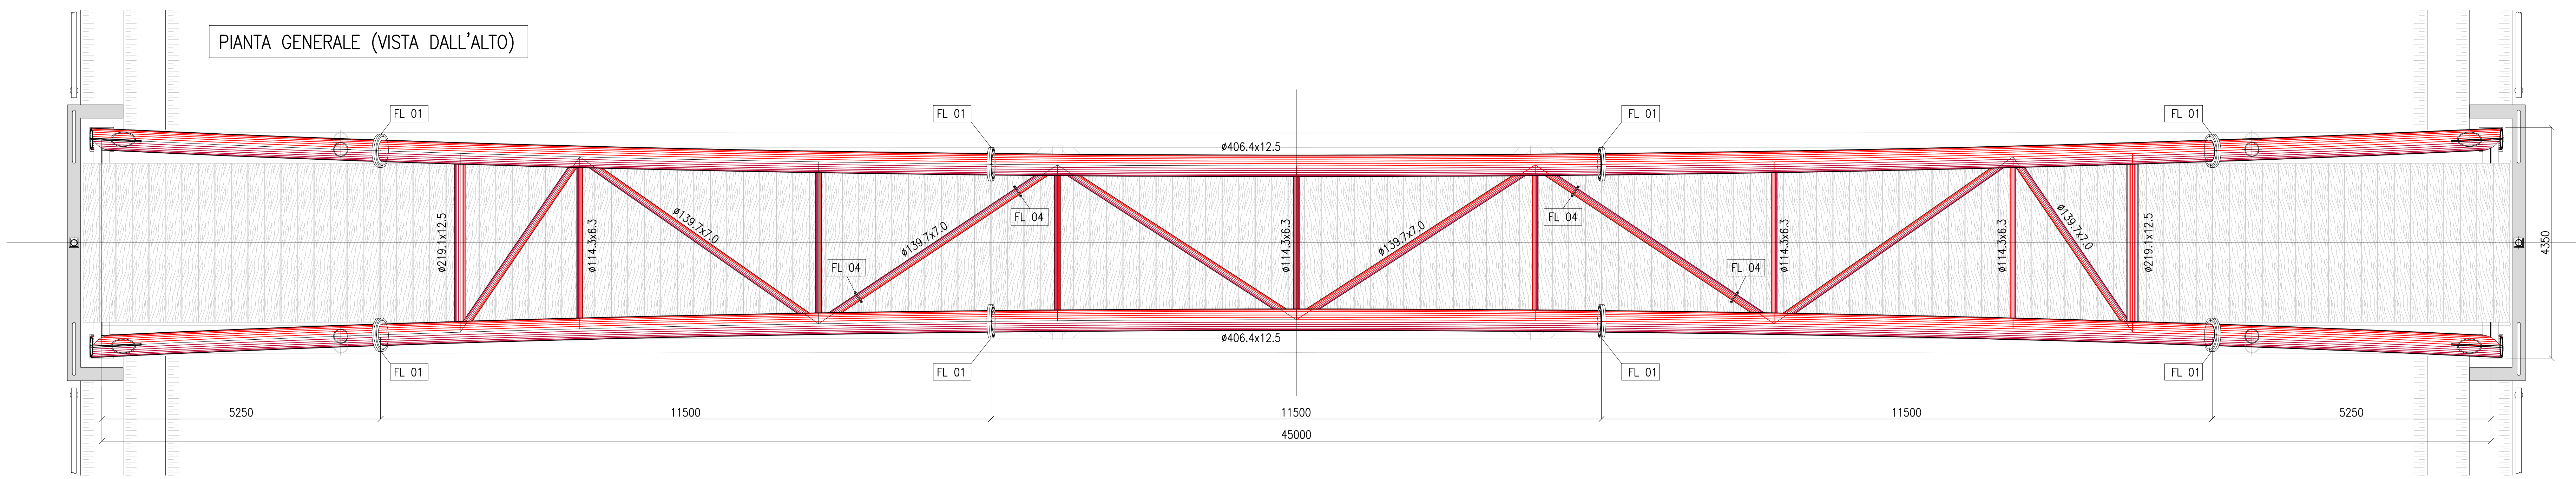 PIANTA GENERALE (VISTA DALL'ALTO)
FL 01
FL 01
FL 01
FL 01
ø406.4x12.5
ø219.1x12.5
ø114.3x6.3
ø139.7x7.0
FL 04
ø139.7x7.0
FL 04
ø114.3x6.3
ø139.7x7.0
FL 04
FL 04
ø114.3x6.3
ø114.3x6.3
ø139.7x7.0
ø219.1x12.5
4350
ø406.4x12.5
FL 01
FL 01
FL 01
FL 01
5250
11500
11500
11500
5250
45000